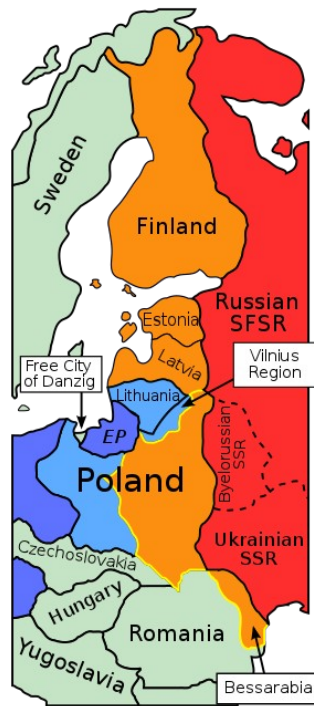 Sweden
Finland
Estonia
Russian
SFSR
Free City
of Danzig
Latvia
Vilnius
Region
Lithuania
EP
Poland
Byelorussian
SSR
Ukrainian
SSR
Czechoslovakia
Hungary
Romania
Yugoslavia
Bessarabia